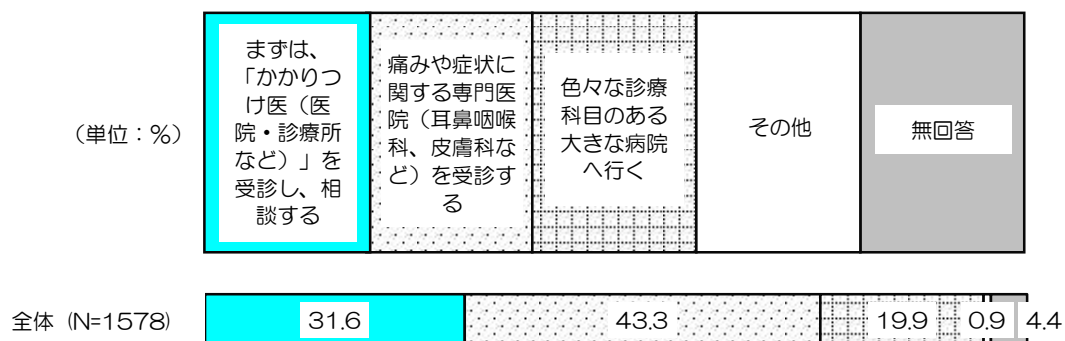 (単位：%)
まずは、
「かかりつ
け医（医
院・診療所
など）」を
受診し、相
談する
痛みや症状に
関する専門医
院（耳鼻咽喉
科、皮膚科な
ど）を受診す
る
色々な診療
科目のある
大きな病院
へ行く
その他
無回答
全体 (N=1578)
31.6
43.3
19.9
0.9
4.4